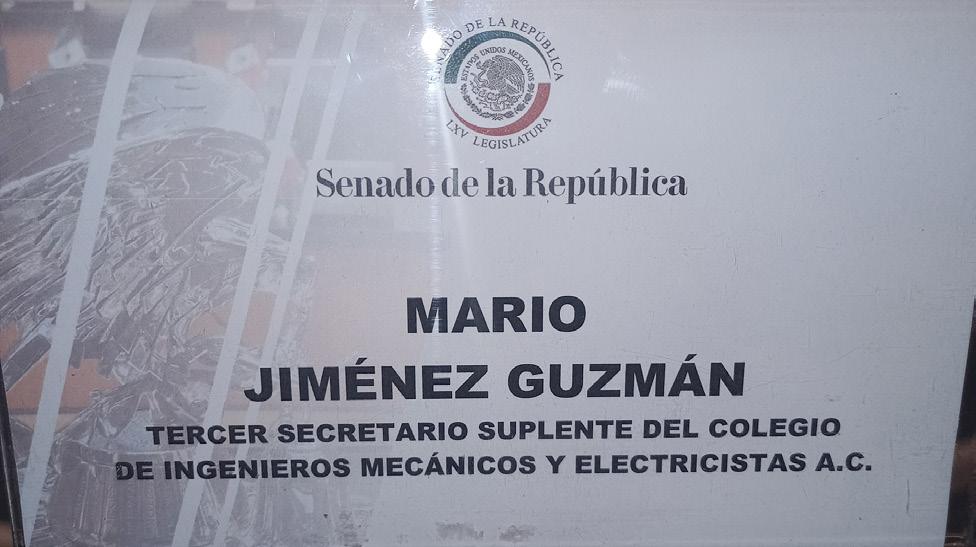 SENADO DE LA REPÚBLICA
ESTADOS UNIDOS MEXICANOS
LXV LEGISLATURA
Senado de la República
MARIO
JIMÉNEZ GUZMÁN
TERCER SECRETARIO SUPLENTE DEL COLEGIO
DE INGENIEROS MECÁNICOS Y ELECTRICISTAS A.C.